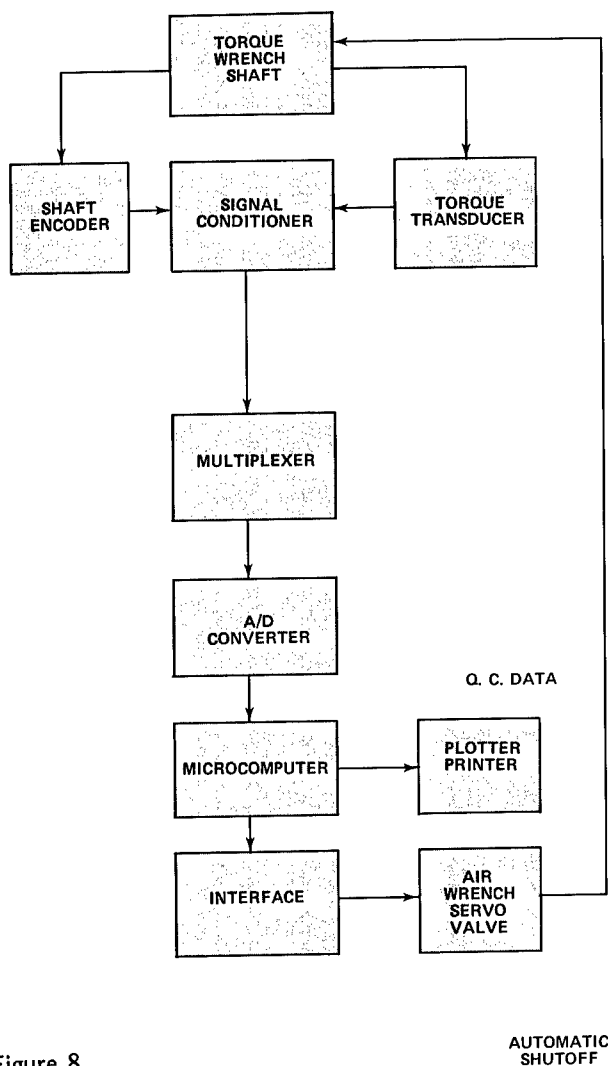 TORQUE
WRENCH
SHAFT
SHAFT
ENCODER
SIGNAL
CONDITIONER
TORQUE
TRANSDUCER
MULTIPLEXER
A/D
CONVERTER
Q. C. DATA
MICROCOMPUTER
PLOTTER
PRINTER
INTERFACE
AIR
WRENCH
SERVO
VALVE
AUTOMATIC
SHUTOFF
Figure 8